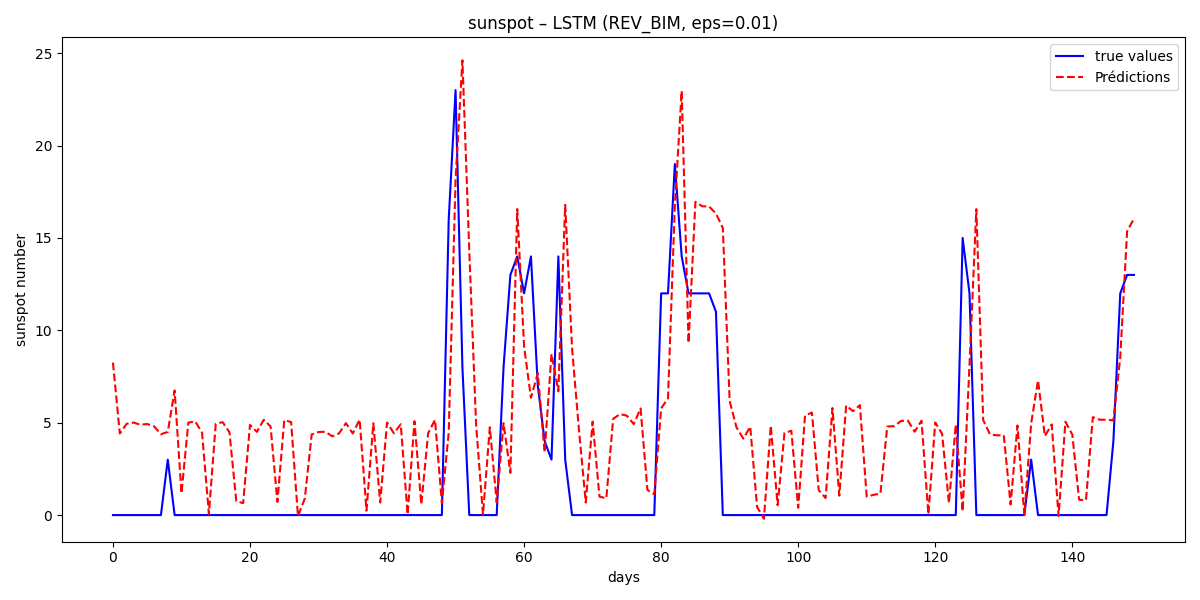 sunspot – LSTM (REV_BIM, eps=0.01)
true values
Prédictions
sunspot number
25
20
15
10
5
0
0 20 40 60 80 100 120 140
days